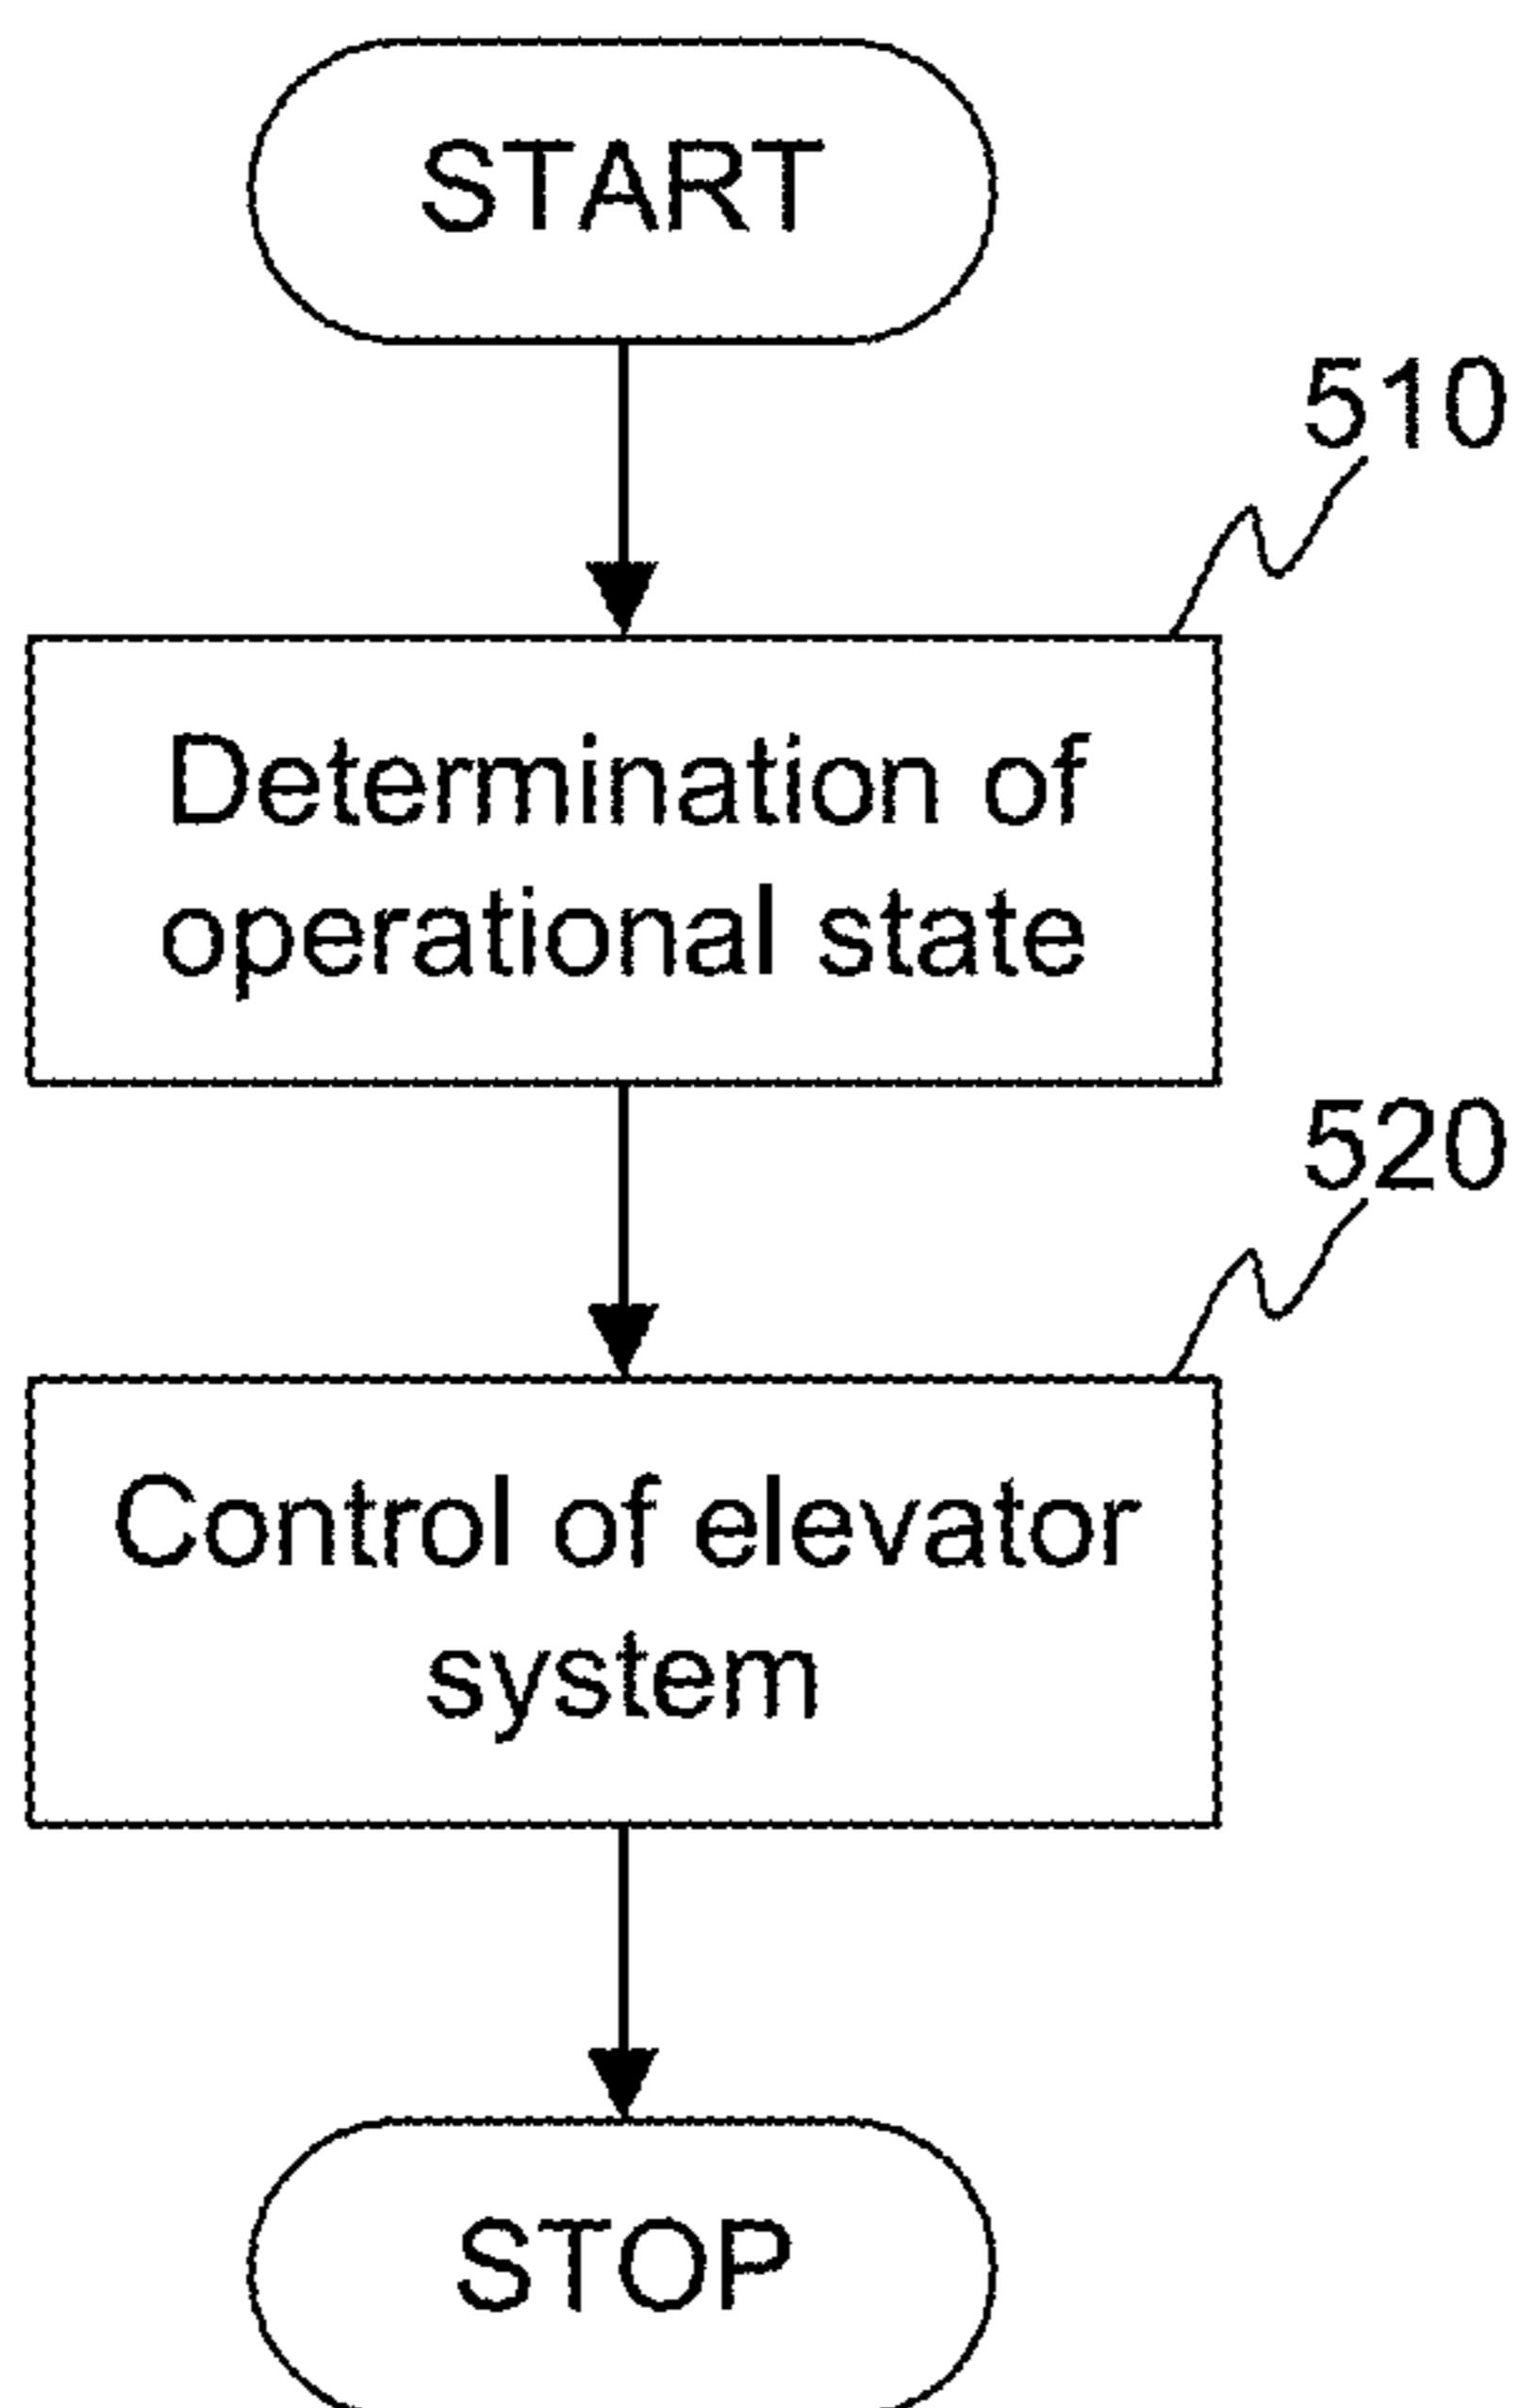 START
510
Determination of
operational state
520
Control of elevator
system
STOP